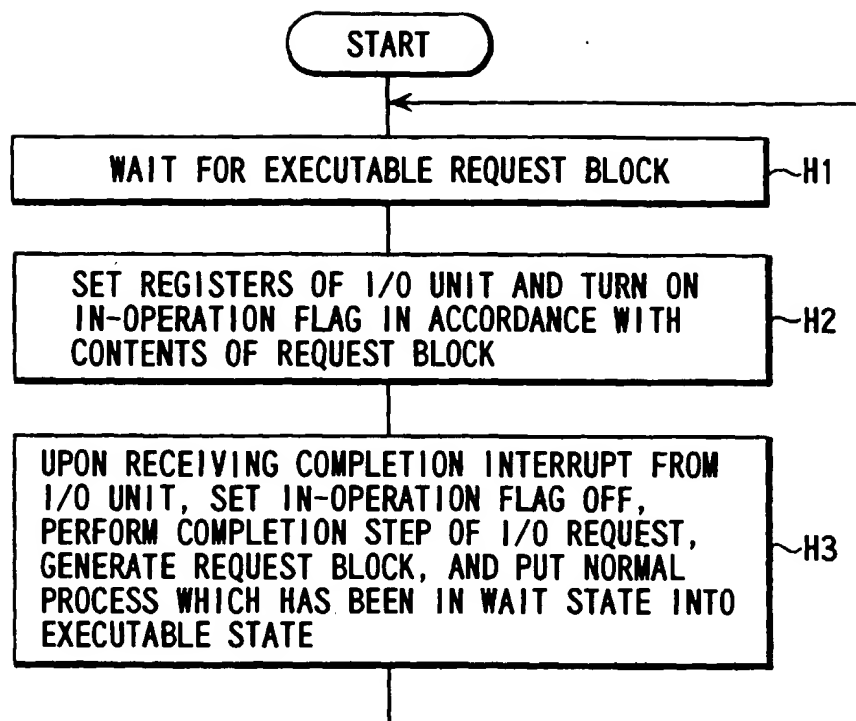 START
WAIT FOR EXECUTABLE REQUEST BLOCK
H1
SET REGISTERS OF I/O UNIT AND TURN ON
IN-OPERATION FLAG IN ACCORDANCE WITH
CONTENTS OF REQUEST BLOCK
H2
UPON RECEIVING COMPLETION INTERRUPT FROM
I/O UNIT, SET IN-OPERATION FLAG OFF,
PERFORM COMPLETION STEP OF I/O REQUEST,
GENERATE REQUEST BLOCK, AND PUT NORMAL
PROCESS WHICH HAS BEEN IN WAIT STATE INTO
EXECUTABLE STATE
H3